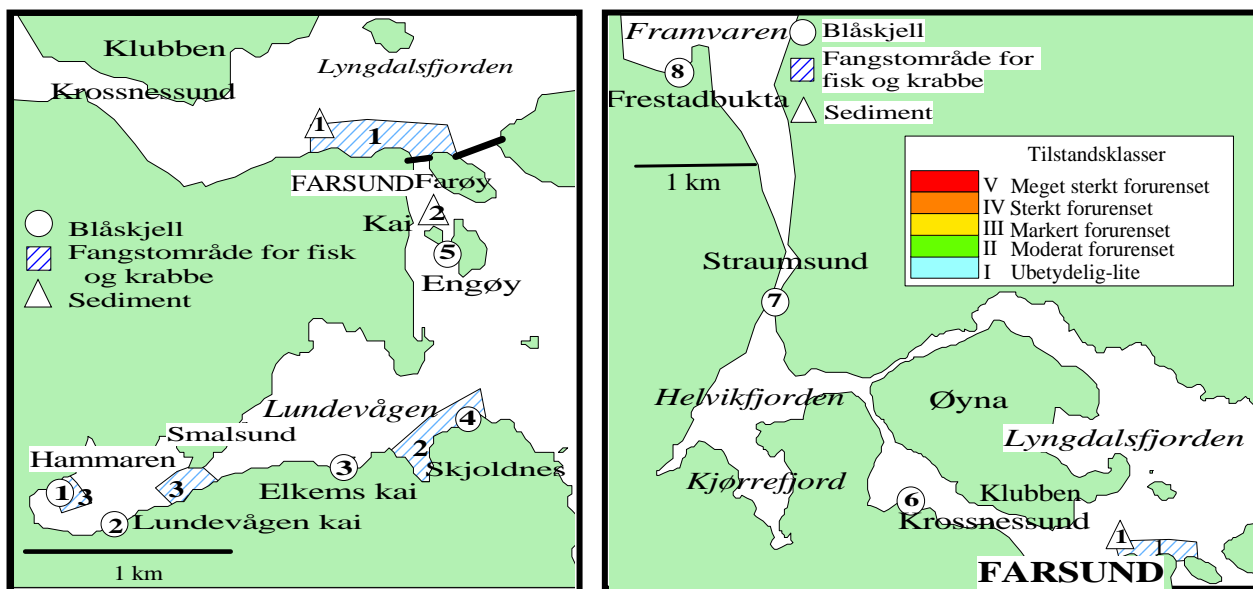 Klubben
Lyngdalsfjorden
Krossnessund
1
1
FARSUND
Farøy
2
Kai
Blåskjell
5
Fangstområde for fisk
og krabbe
Engøy
Sediment
Lundevågen
4
Smalsund
2
Hammaren
3
Skjoldnes
1
3
3
Elkems kai
2
Lundevågen kai
1 km
Framvaren
Blåskjell
8
Fangstområde for
fisk og krabbe
Frestadbukta
Sediment
Tilstandsklasser
1 km
V Meget sterkt forurenset
IV Sterkt forurenset
III Markert forurenset
II Moderat forurenset
I Ubetydelig-lite
Straumsund
7
Helvikfjorden
Øyna
Lyngdalsfjorden
Kjørrefjord
Klubben
6
Krossnessund
1
1
FARSUND